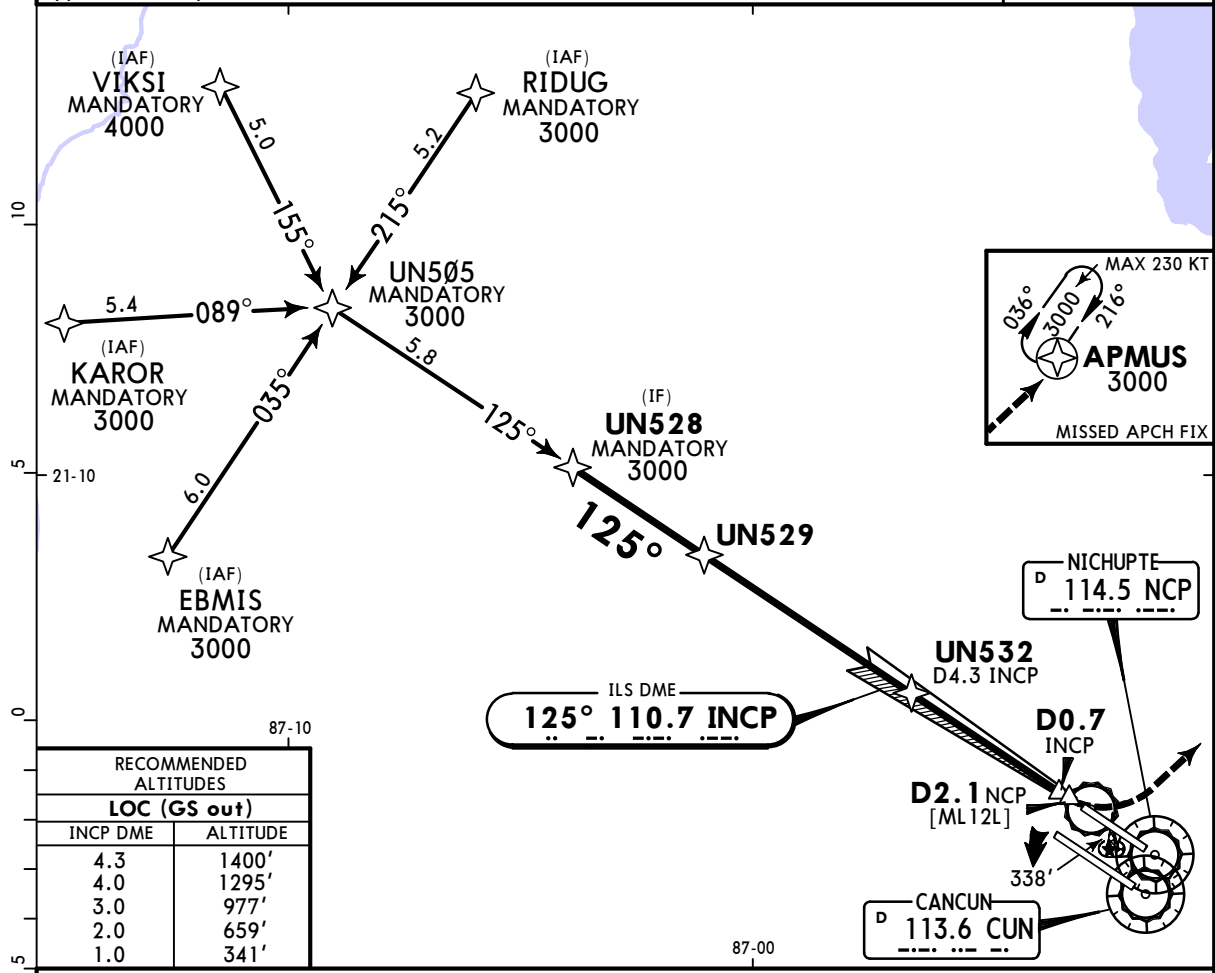 (IAF)
VIKSI
MANDATORY
4000
(IAF)
RIDUG
MANDATORY
3000
5.0
5.2
155°
215°
10
UN5Ø5
MANDATORY
3000
5.4
089°
(IAF)
KAROR
MANDATORY
3000
035°
6.0
(IAF)
EBMIS
MANDATORY
3000
5.8
125°
MAX 230 KT
036°
3000
216°
APMUS
3000
MISSED APCH FIX
(IF)
UN528
MANDATORY
3000
5
21-10
125°
UN529
NICHUPTE
D 114.5 NCP
UN532
D4.3 INCP
ILS DME
125° 110.7 INCP
0
87-10
D0.7
INCP
D2.1 NCP
[ML12L]
338'
CANCUN
D 113.6 CUN
87-00
RECOMMENDED
ALTITUDES
LOC (GS out)
INCP DME ALTITUDE
4.3 1400'
4.0 1295'
3.0 977'
2.0 659'
1.0 341'
5